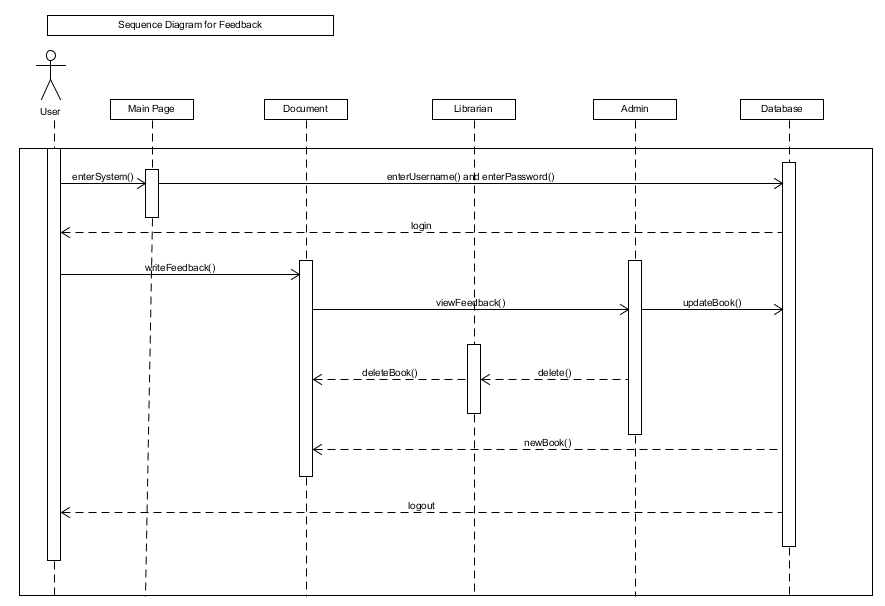 Sequence Diagram for Feedback
User
Main Page
Document
Librarian
Admin
Database
enterSystem()
enterUsername() and enterPassword()
login
writeFeedback()
viewFeedback()
updateBook()
deleteBook()
delete()
newBook()
logout